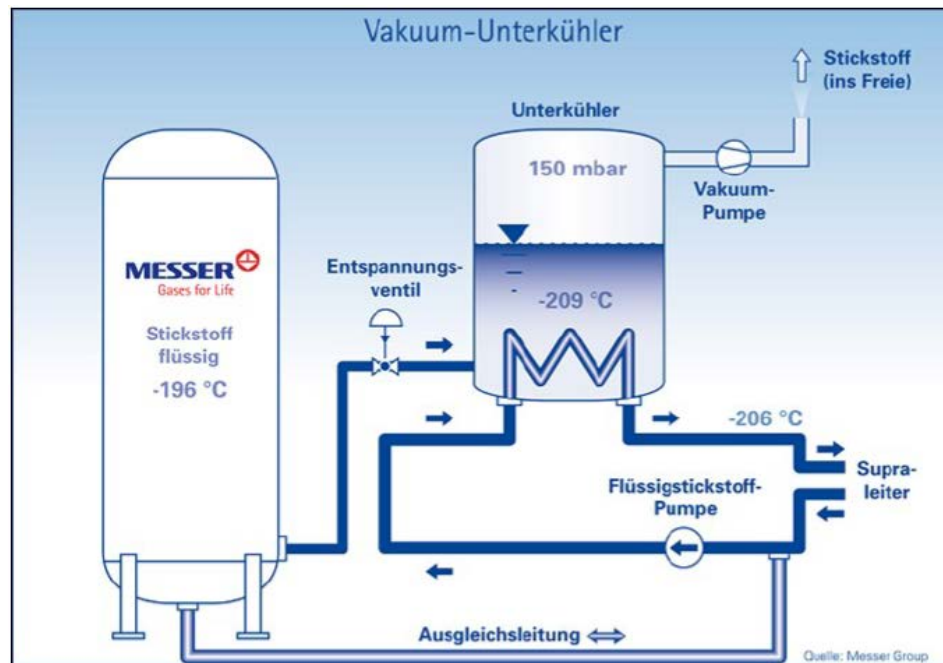 Vakuum-Unterkühler
Stickstoff
(ins Freie)
Unterkühler
150 mbar
Vakuum-
Pumpe
MESSER
Gases for Life
Entspannungs-
ventil
-209 °C
Stickstoff
flüssig
-196 °C
-206 °C
Supra-
leiter
Flüssigstickstoff-
Pumpe
Ausgleichsleitung
Quelle: Messer Group